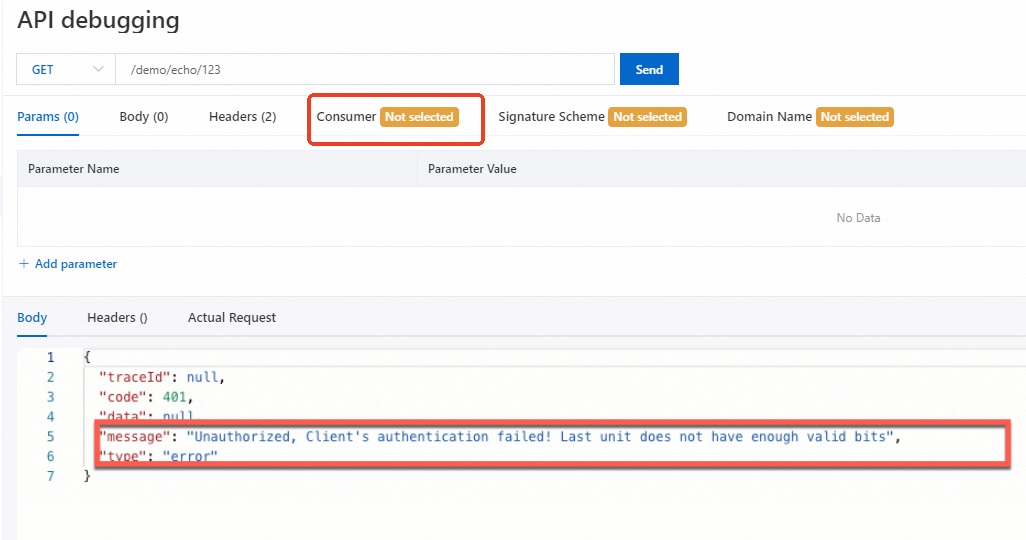 API debugging
GET /demo/echo/123 Send
Params (0) Body (0) Headers (2) Consumer Not selected Signature Scheme Not selected Domain Name Not selected
Parameter Name Parameter Value
No Data
+ Add parameter
Body Headers () Actual Request
1 {
2 "traceId": null,
3 "code": 401,
4 "data": null,
5 "message": "Unauthorized, Client's authentication failed! Last unit does not have enough valid bits",
6 "type": "error"
7 }